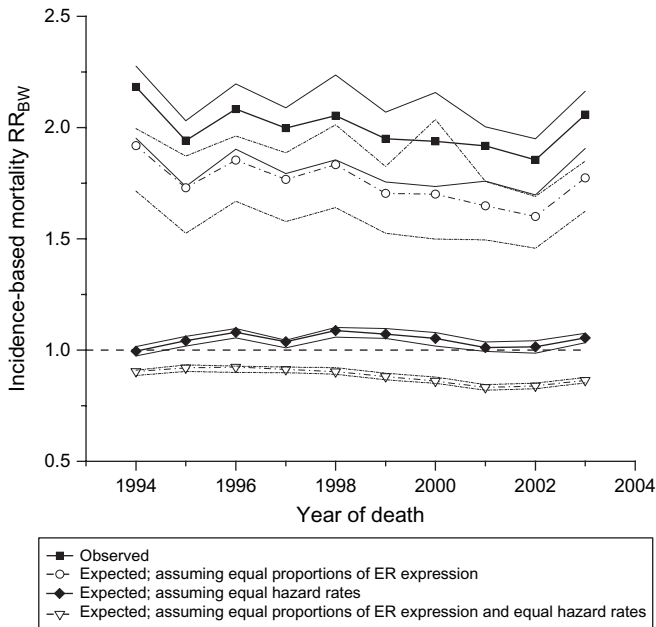 2.5
2.0
1.5
1.0
0.5
Incidence-based mortality RR_BW
1994 1996 1998 2000 2002 2004
Year of death
Observed
Expected; assuming equal proportions of ER expression
Expected; assuming equal hazard rates
Expected; assuming equal proportions of ER expression and equal hazard rates